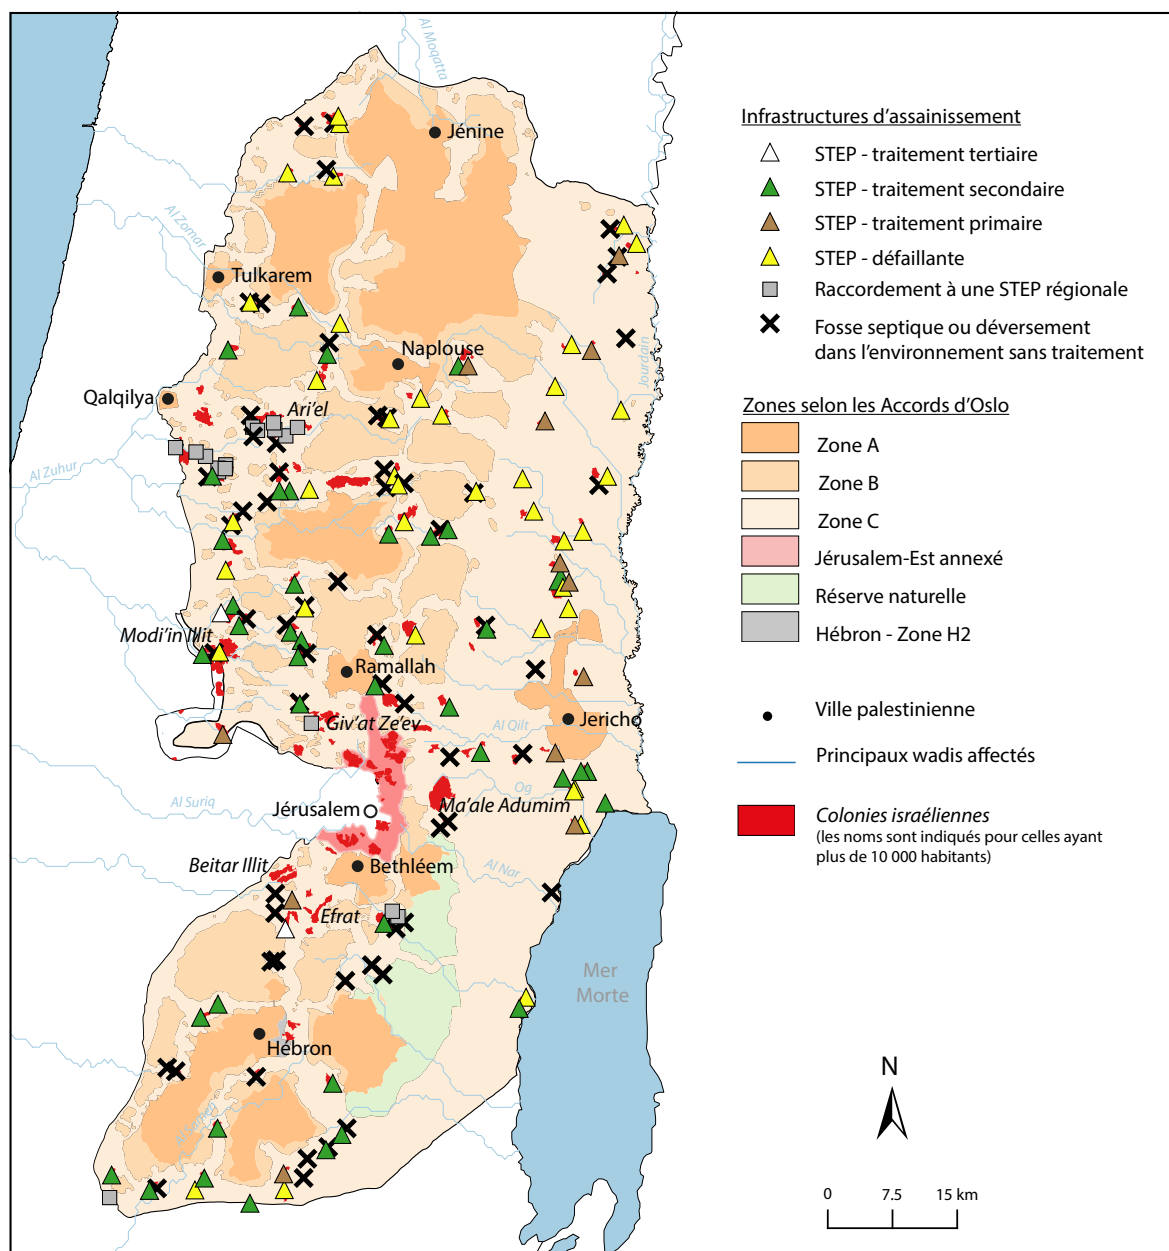 Al Moqatta
Jénine
Al Zomar
Tulkarem
Naplouse
Jourdain
Qalqilya
Ari'el
Al Zuhur
Modi'in Illit
Ramallah
Giv'at Ze'ev
Al Qilt
Jericho
Al Suriq
Jérusalem
Og
Ma'ale Adumim
Beitar Illit
Bethléem
Al Nar
Efrat
Mer
Morte
Hébron
Infrastructures d'assainissement
STEP - traitement tertiaire
STEP - traitement secondaire
STEP - traitement primaire
STEP - défaillante
Raccordement à une STEP régionale
Fosse septique ou déversement
dans l'environnement sans traitement
Zones selon les Accords d'Oslo
Zone A
Zone B
Zone C
Jérusalem-Est annexé
Réserve naturelle
Hébron - Zone H2
Ville palestinienne
Principaux wadis affectés
Colonies israéliennes
(les noms sont indiqués pour celles ayant
plus de 10 000 habitants)
N
0 7.5 15 km